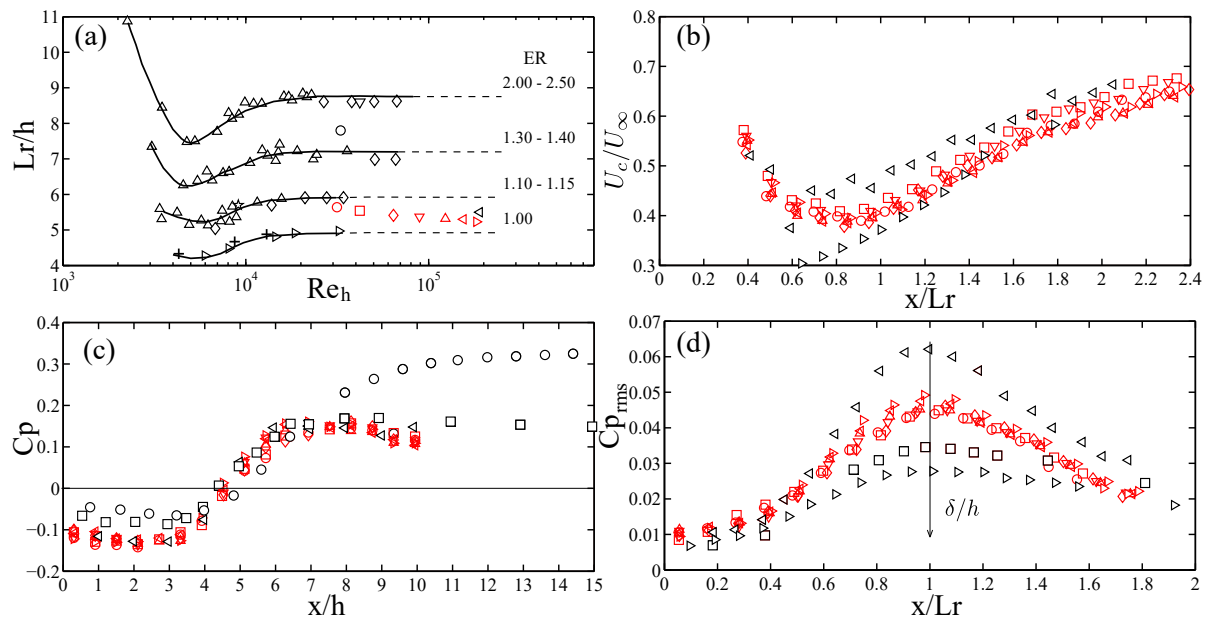 (a)
ER
2.00 - 2.50
1.30 - 1.40
1.10 - 1.15
1.00
11
10
9
8
7
6
5
4
Lr/h
10³
10⁴
10⁵
Re_h
(b)
0.8
0.7
0.6
0.5
0.4
0.3
U_c/U_∞
0 0.2 0.4 0.6 0.8 1 1.2 1.4 1.6 1.8 2 2.2 2.4
x/Lr
(c)
0.4
0.3
0.2
0.1
0
−0.1
−0.2
Cp
0 1 2 3 4 5 6 7 8 9 10 11 12 13 14 15
x/h
(d)
0.07
0.06
0.05
0.04
0.03
0.02
0.01
0
Cp_rms
δ/h
0 0.2 0.4 0.6 0.8 1 1.2 1.4 1.6 1.8 2
x/Lr